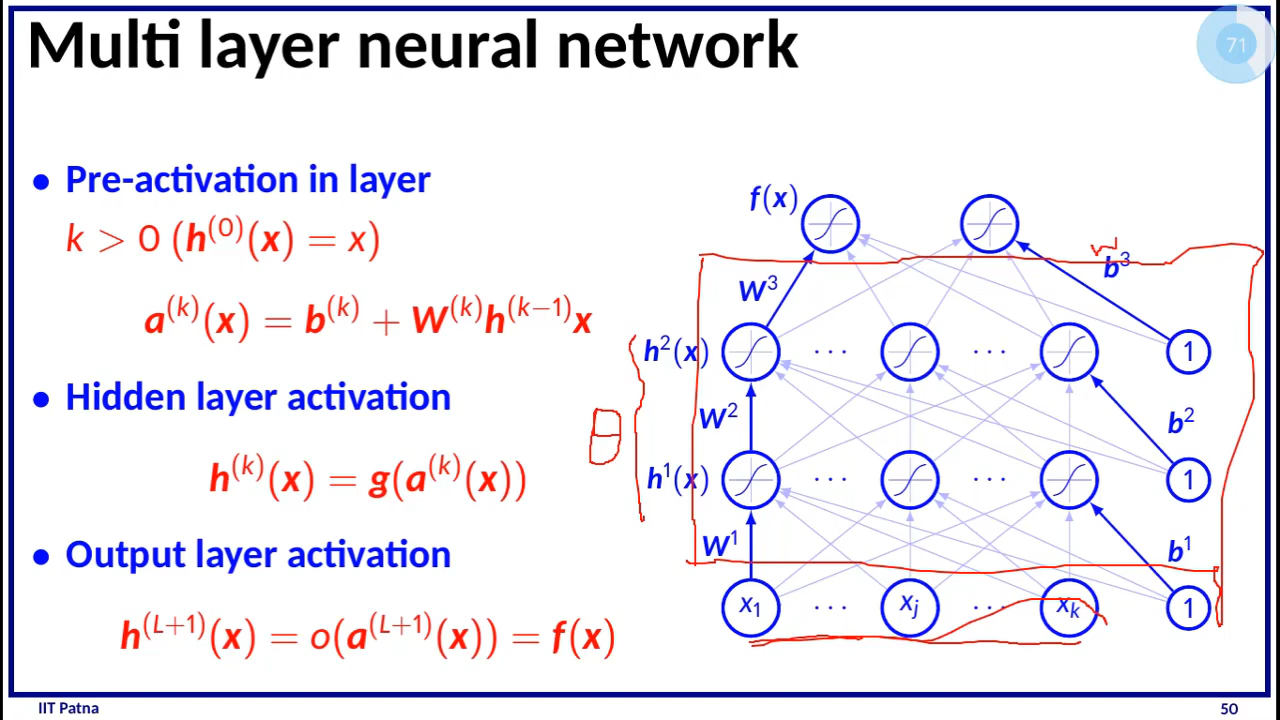 Multi layer neural network
71
• Pre-activation in layer
k > 0 (h⁽⁰⁾(x) = x)
a⁽ᵏ⁾(x) = b⁽ᵏ⁾ + W⁽ᵏ⁾h⁽ᵏ⁻¹⁾x
• Hidden layer activation
h⁽ᵏ⁾(x) = g(a⁽ᵏ⁾(x))
• Output layer activation
h⁽ᴸ⁺¹⁾(x) = o(a⁽ᴸ⁺¹⁾(x)) = f(x)
f(x)
W³ b³
h²(x) ··· ··· 1
W² b²
h¹(x) ··· ··· 1
W¹ b¹
x₁ ··· xⱼ ··· xₖ 1
IIT Patna
50